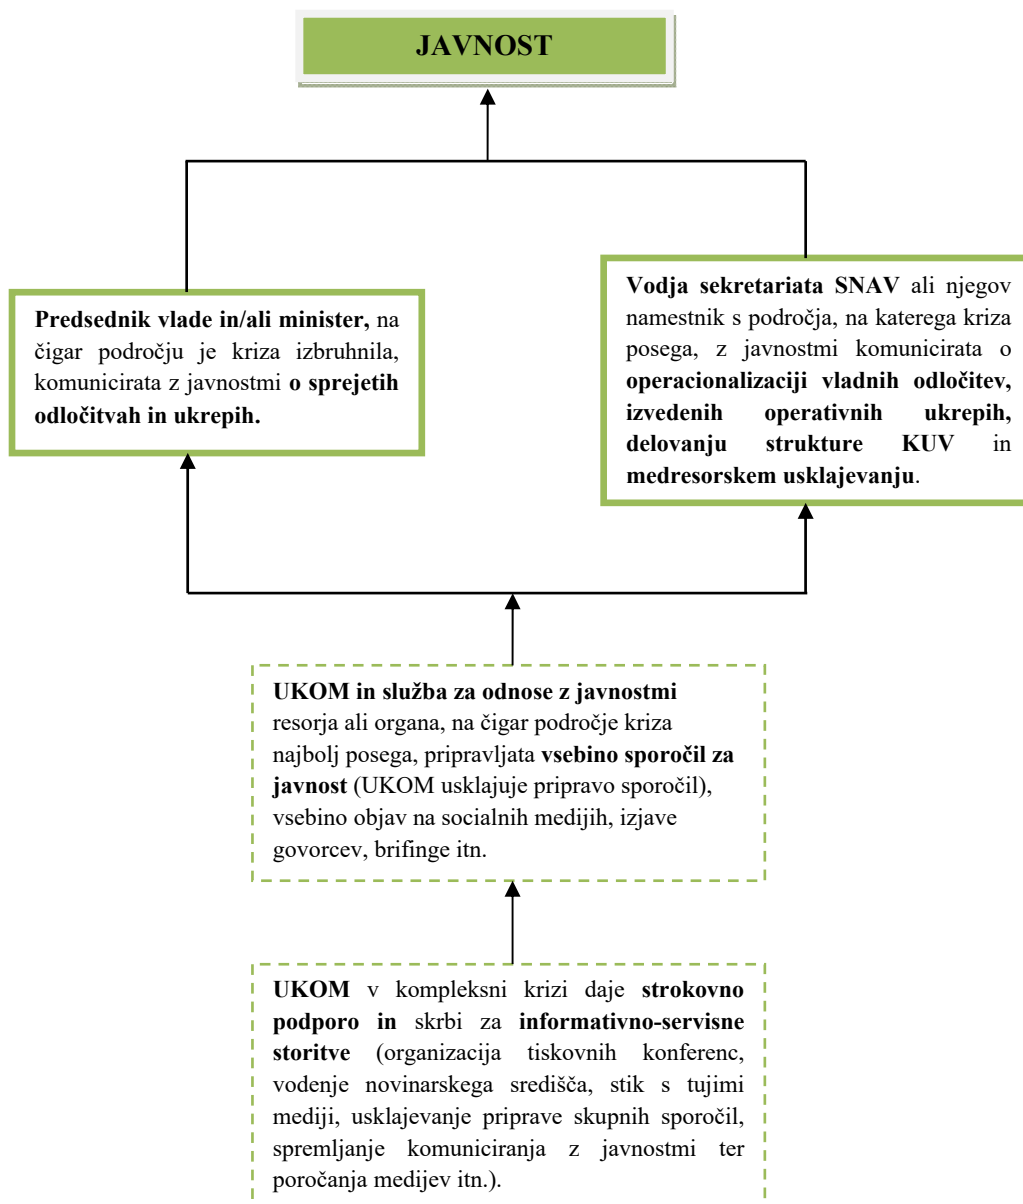 JAVNOST
Predsednik vlade in/ali minister, na
čigar področju je kriza izbruhnila,
komunicirata z javnostmi o sprejetih
odločitvah in ukrepih.
Vodja sekretariata SNAV ali njegov
namestnik s področja, na katerega kriza
posega, z javnostmi komunicirata o
operacionalizaciji vladnih odločitev,
izvedenih operativnih ukrepih,
delovanju strukture KUV in
medresorskem usklajevanju.
UKOM in služba za odnose z javnostmi
resorja ali organa, na čigar področje kriza
najbolj posega, pripravljata vsebino sporočil za
javnost (UKOM usklajuje pripravo sporočil),
vsebino objav na socialnih medijih, izjave
govorcev, brifinge itn.
UKOM v kompleksni krizi daje strokovno
podporo in skrbi za informativno-servisne
storitve (organizacija tiskovnih konferenc,
vodenje novinarskega središča, stik s tujimi
mediji, usklajevanje priprave skupnih sporočil,
spremljanje komuniciranja z javnostmi ter
poročanja medijev itn.).